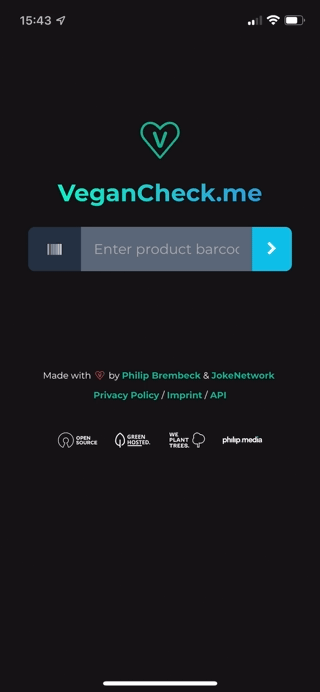 15:43
V
VeganCheck.me
Enter product barcoc
Made with by Philip Brembeck & JokeNetwork
Privacy Policy / Imprint / API
OPEN
SOURCE
GREEN
HOSTED.
WE
PLANT
TREES.
philip.media